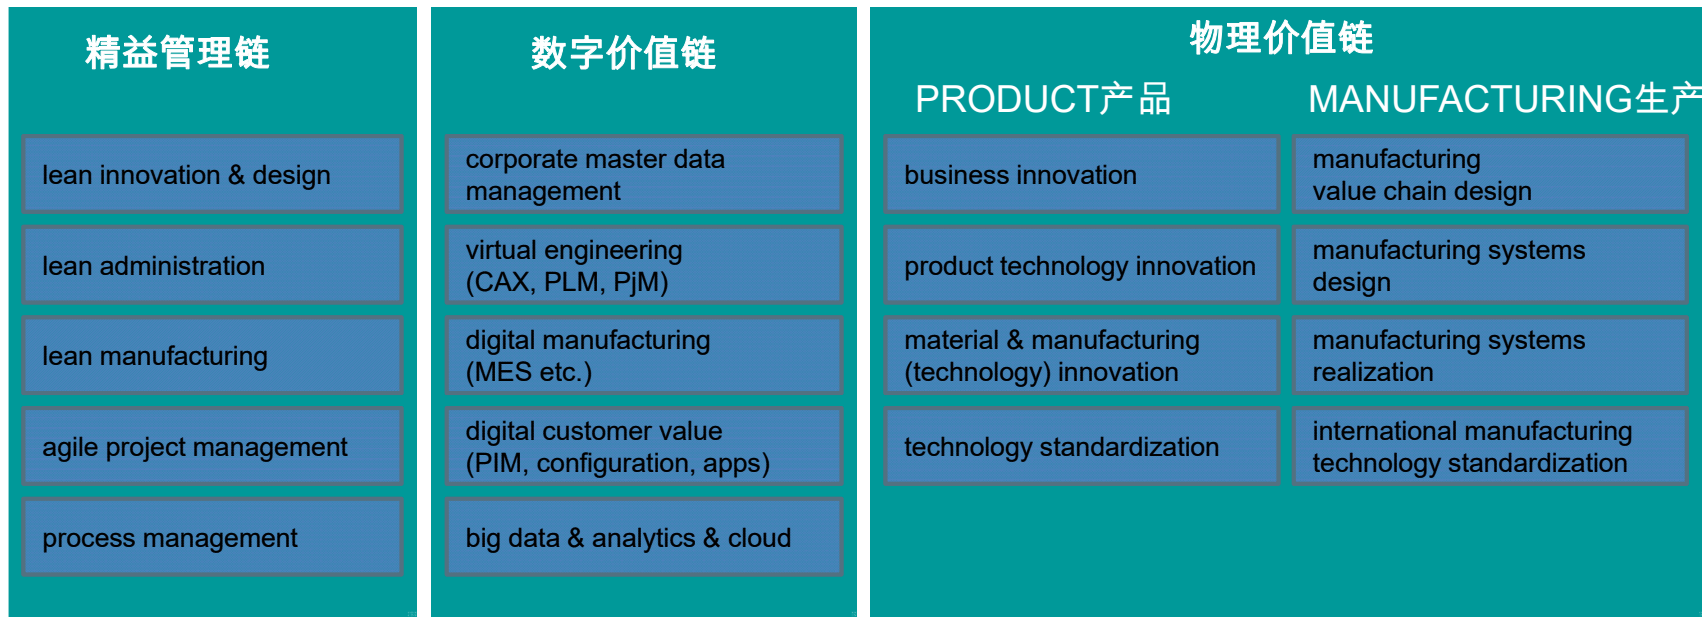 精益管理链
lean innovation & design
lean administration
lean manufacturing
agile project management
process management
数字价值链
corporate master data
management
virtual engineering
(CAX, PLM, PjM)
digital manufacturing
(MES etc.)
digital customer value
(PIM, configuration, apps)
big data & analytics & cloud
物理价值链
PRODUCT产品
business innovation
product technology innovation
material & manufacturing
(technology) innovation
technology standardization
MANUFACTURING生产
manufacturing
value chain design
manufacturing systems
design
manufacturing systems
realization
international manufacturing
technology standardization